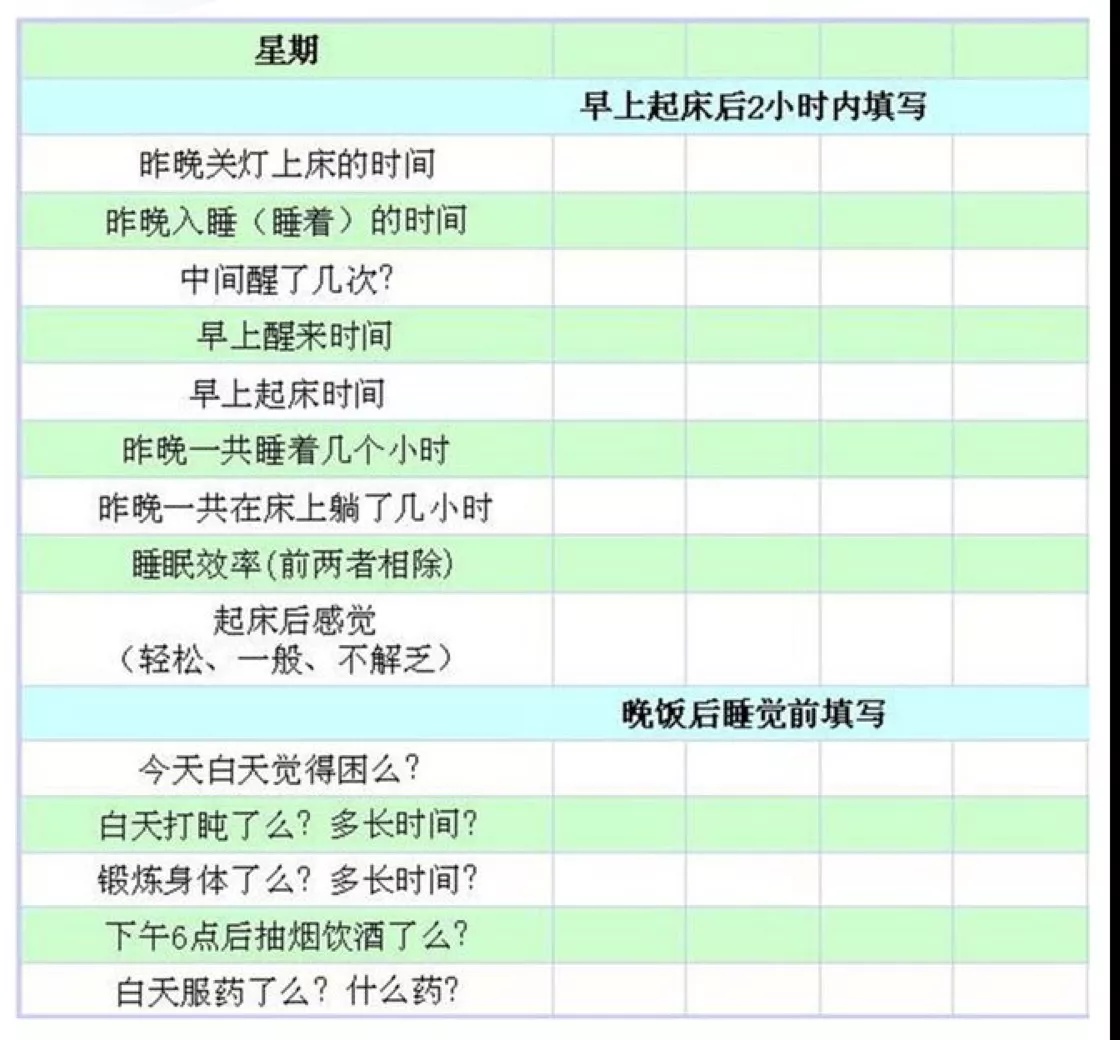 星期
早上起床后2小时内填写
昨晚关灯上床的时间
昨晚入睡（睡着）的时间
中间醒了几次?
早上醒来时间
早上起床时间
昨晚一共睡着几个小时
昨晚一共在床上躺了几小时
睡眠效率(前两者相除)
起床后感觉
（轻松、一般、不解乏）
晚饭后睡觉前填写
今天白天觉得困么?
白天打盹了么? 多长时间?
锻炼身体了么? 多长时间?
下午6点后抽烟饮酒了么?
白天服药了么? 什么药?